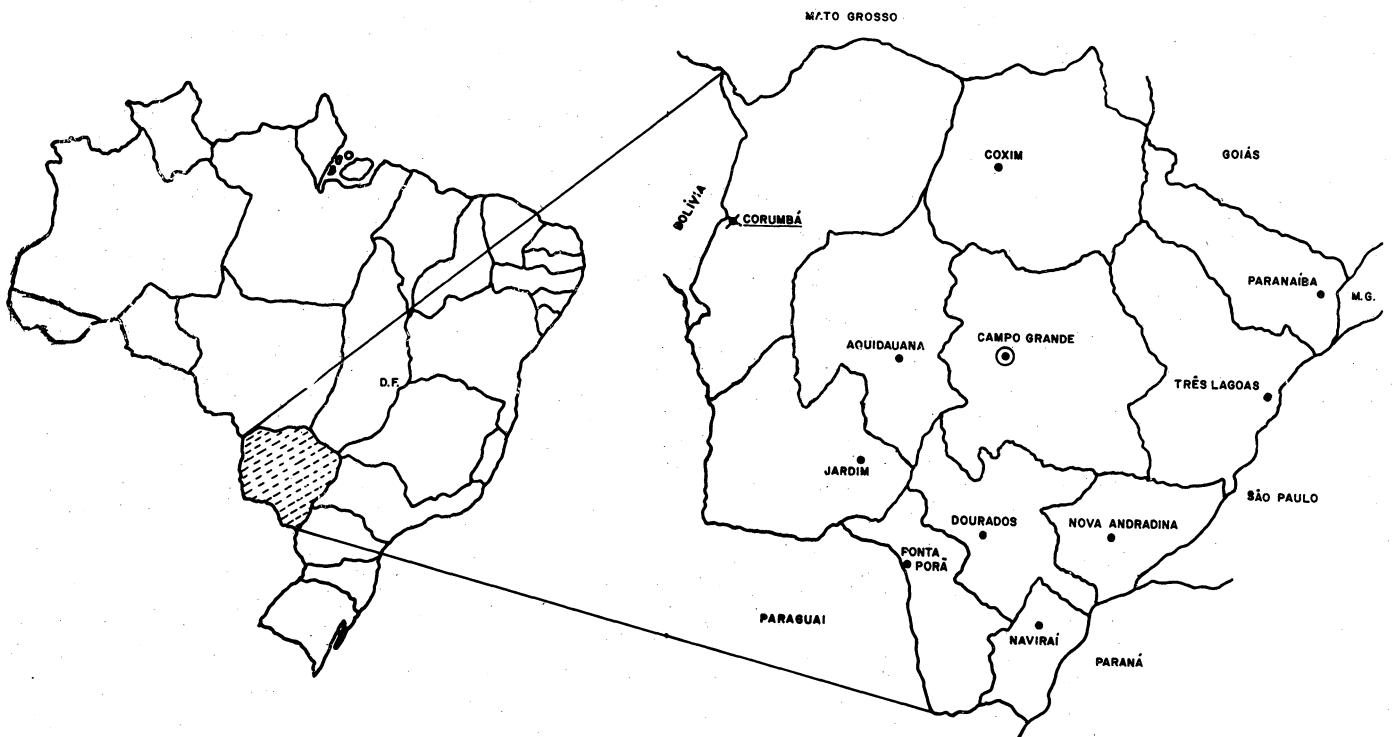 MATO GROSSO
COXIM
GOIÁS
BOLÍVIA
CORUMBÁ
PARANAÍBA
M.G.
AQUIDAUANA
CAMPO GRANDE
D.F.
TRÊS LAGOAS
JARDIM
SÃO PAULO
DOURADOS
NOVA ANDRADINA
FONTA
PORÃ
PARAGUAI
NAVIRAÍ
PARANÁ